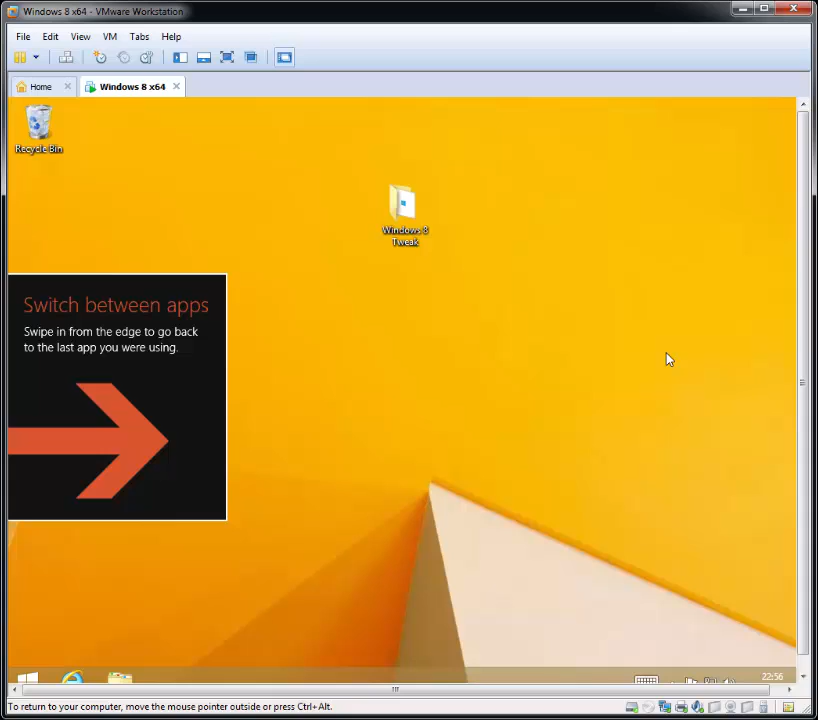 Windows 8 x64 - VMware Workstation
File Edit View VM Tabs Help
Home Windows 8 x64
Recycle Bin
Windows 8
Tweak
Switch between apps
Swipe in from the edge to go back
to the last app you were using.
22:56
To return to your computer, move the mouse pointer outside or press Ctrl+Alt.